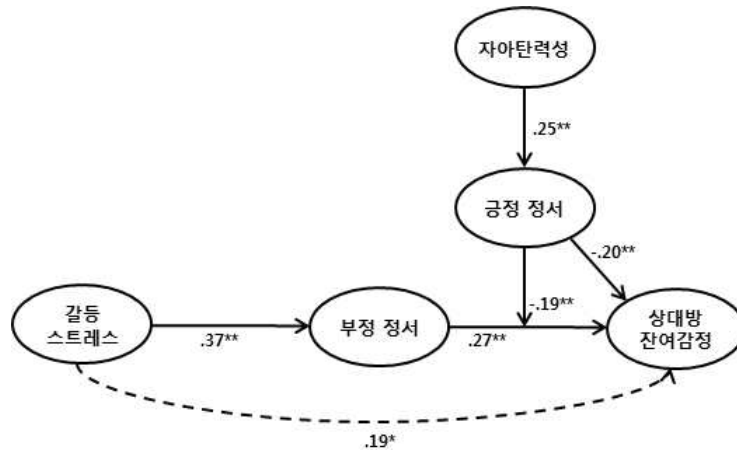 자아탄력성
.25**
긍정 정서
-.20**
-.19**
갈등
스트레스
.37**
부정 정서
.27**
상대방
잔여감정
.19*